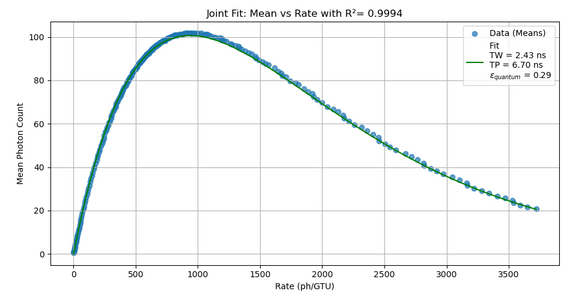 Joint Fit: Mean vs Rate with R²= 0.9994
Mean Photon Count
100
80
60
40
20
0
Data (Means)
Fit
TW = 2.43 ns
TP = 6.70 ns
ε_quantum = 0.29
0 500 1000 1500 2000 2500 3000 3500
Rate (ph/GTU)